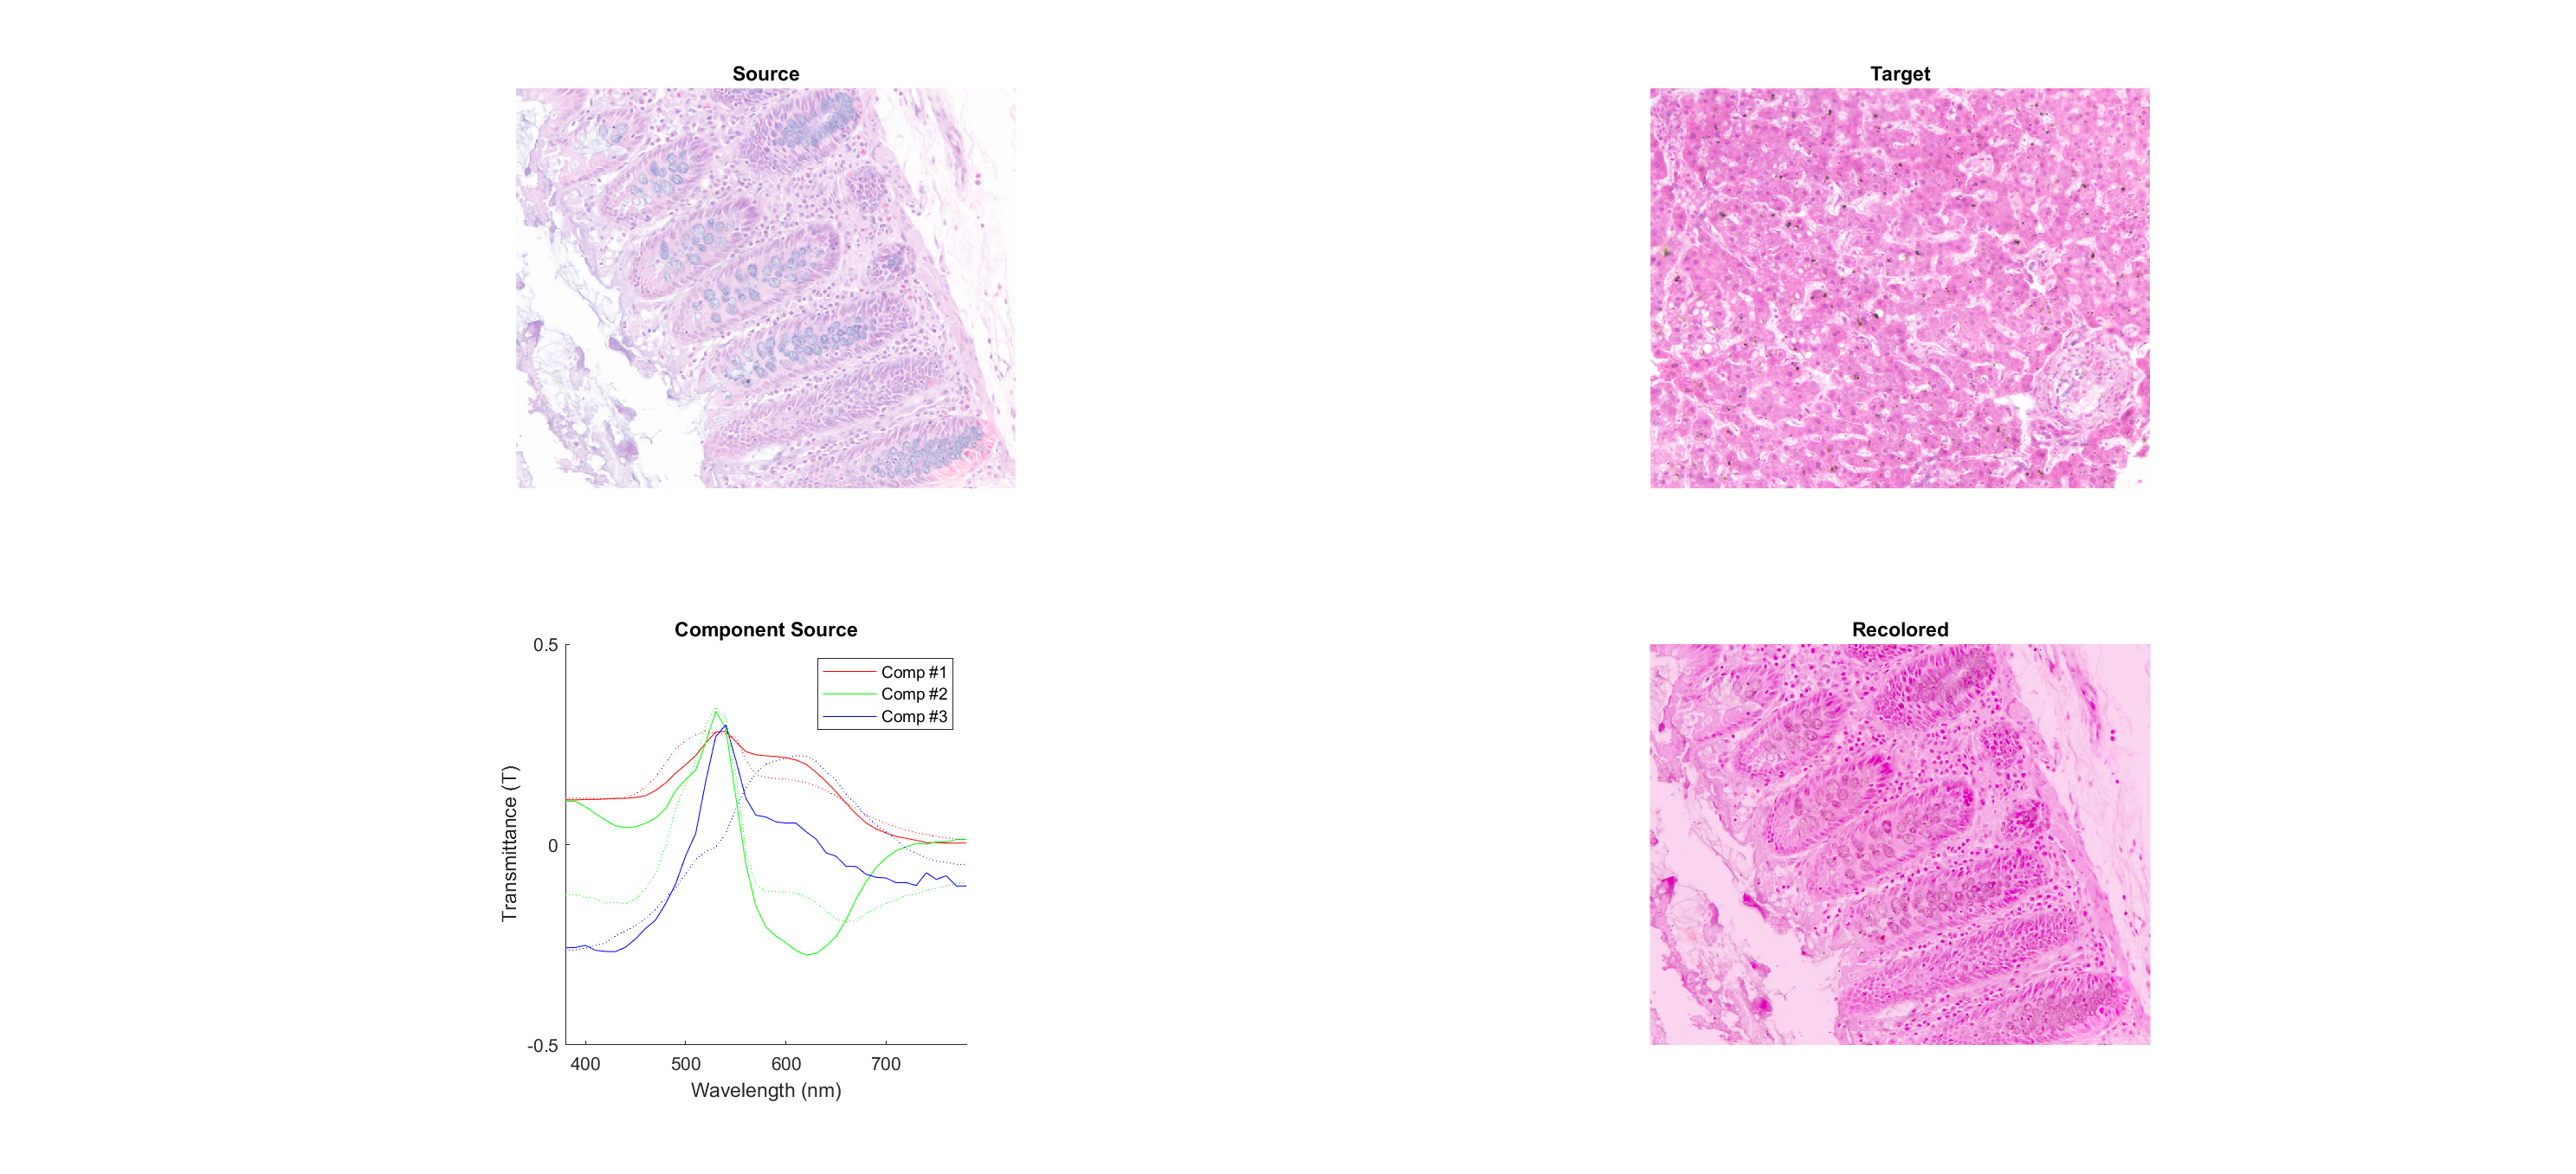 Source
Target
Component Source
Comp #1
Comp #2
Comp #3
0.5
0
-0.5
Transmittance (T)
400 500 600 700
Wavelength (nm)
Recolored